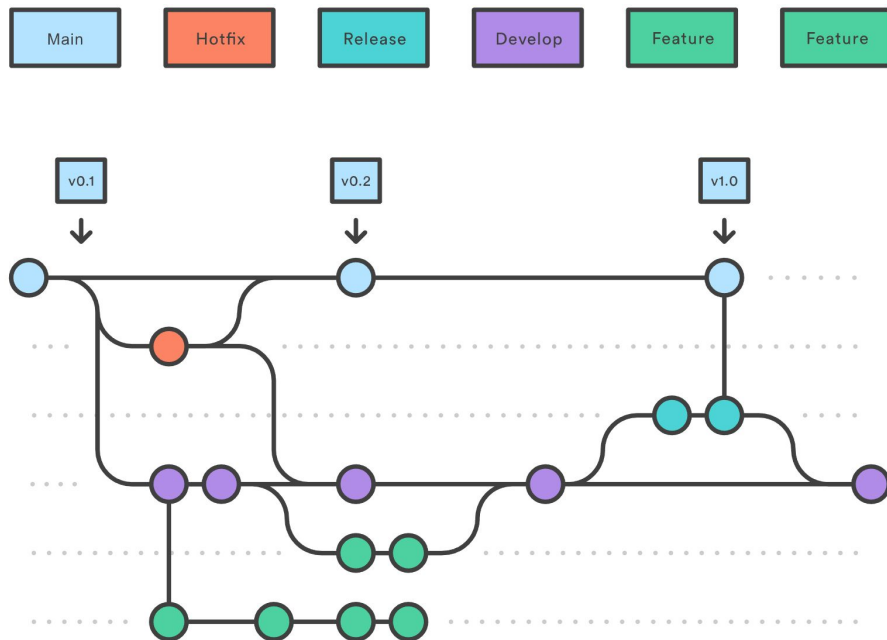 Main
Hotfix
Release
Develop
Feature
Feature
v0.1
v0.2
v1.0